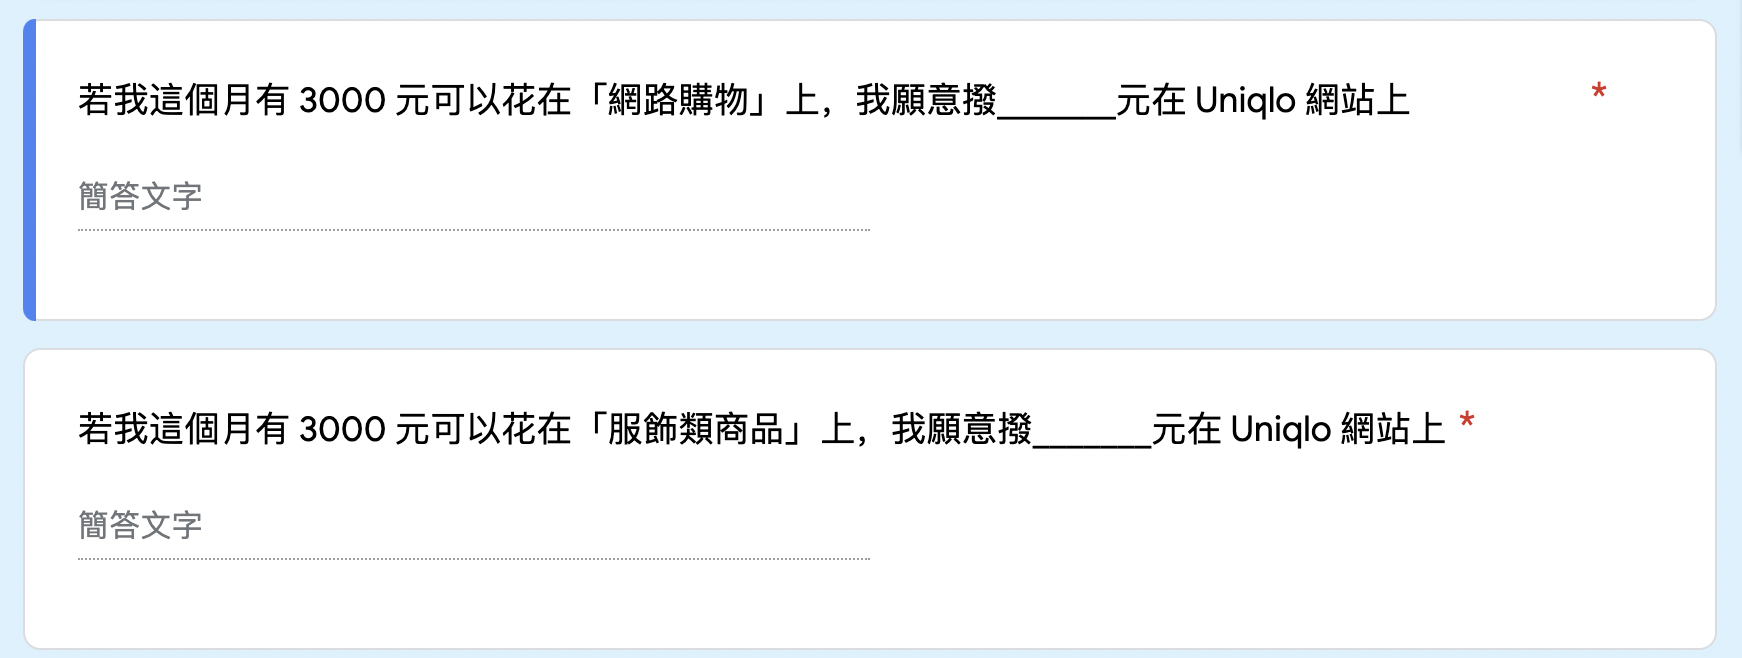 若我這個月有 3000 元可以花在「網路購物」上，我願意撥_______元在 Uniqlo 網站上 *
簡答文字
若我這個月有 3000 元可以花在「服飾類商品」上，我願意撥_______元在 Uniqlo 網站上 *
簡答文字